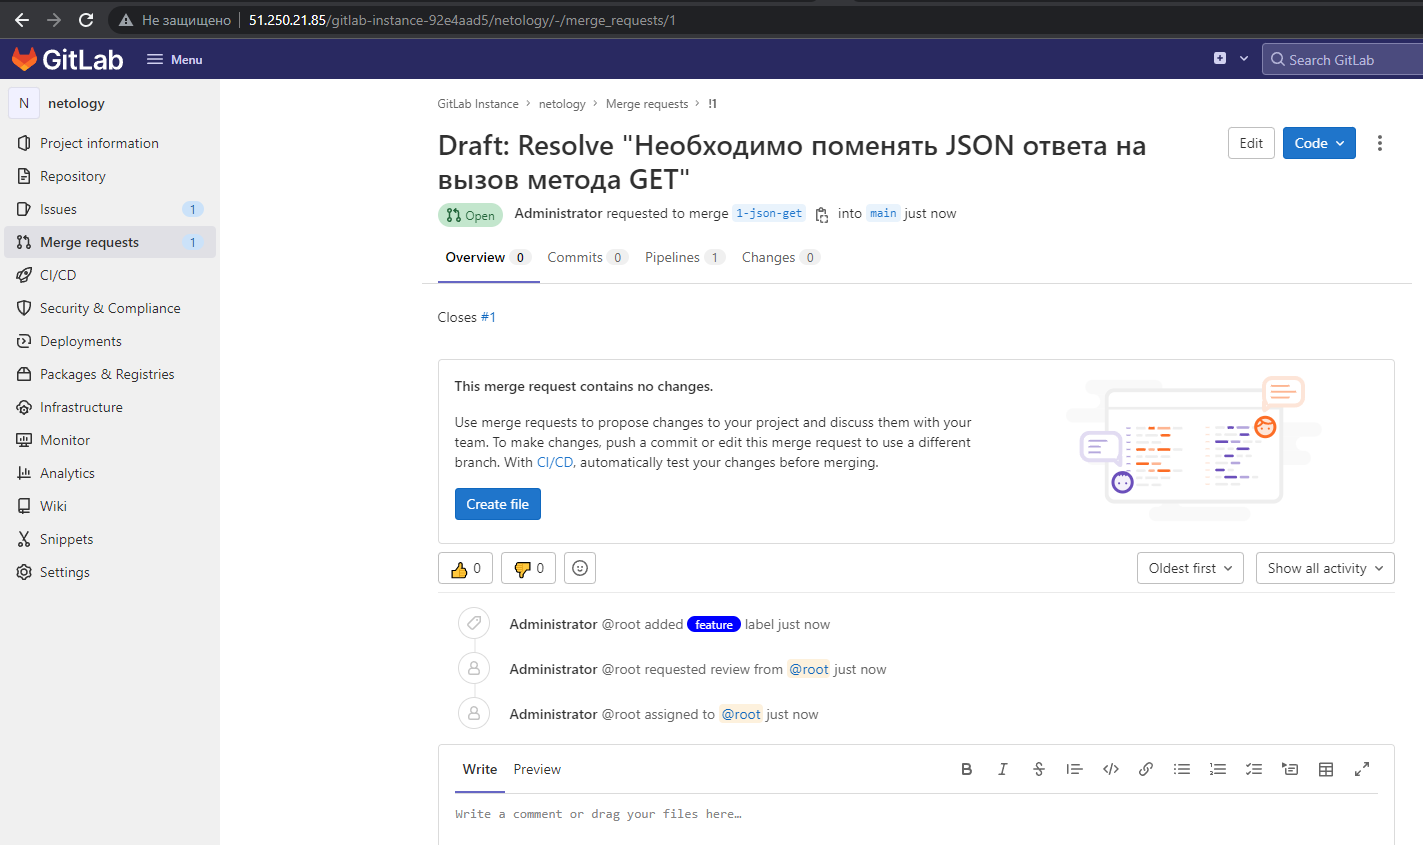 Не защищено 51.250.21.85/gitlab-instance-92e4aad5/netology/-/merge_requests/1
GitLab Menu Search GitLab
N netology
Project information
Repository
Issues 1
Merge requests 1
CI/CD
Security & Compliance
Deployments
Packages & Registries
Infrastructure
Monitor
Analytics
Wiki
Snippets
Settings
GitLab Instance > netology > Merge requests > !1
Draft: Resolve "Необходимо поменять JSON ответа на
вызов метода GET"
Edit Code
Open Administrator requested to merge 1-json-get into main just now
Overview 0 Commits 0 Pipelines 1 Changes 0
Closes #1
This merge request contains no changes.
Use merge requests to propose changes to your project and discuss them with your
team. To make changes, push a commit or edit this merge request to use a different
branch. With CI/CD, automatically test your changes before merging.
Create file
0 0 Oldest first Show all activity
Administrator @root added feature label just now
Administrator @root requested review from @root just now
Administrator @root assigned to @root just now
Write Preview
Write a comment or drag your files here…